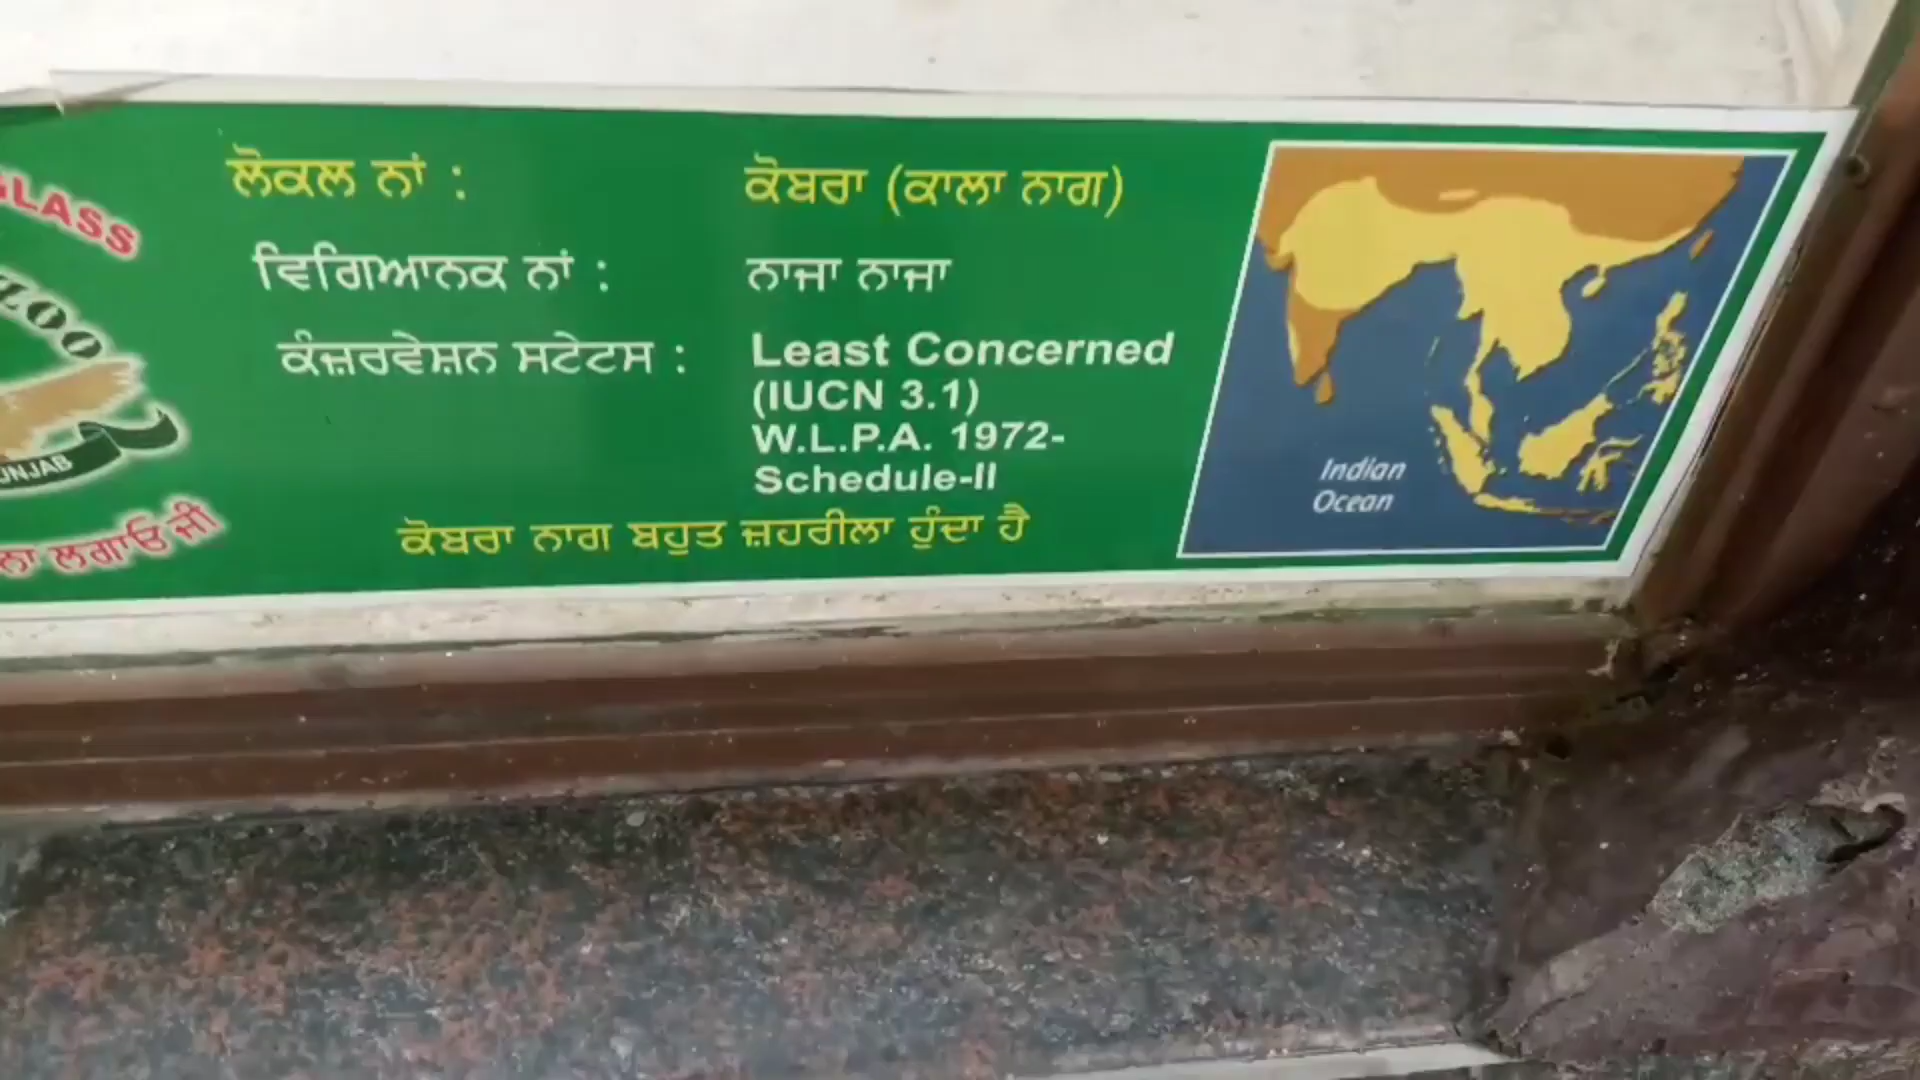 GLASS
ZOO
ਲੋਕਲ ਨਾਂ : ਕੋਬਰਾ (ਕਾਲਾ ਨਾਗ)
ਵਿਗਿਆਨਕ ਨਾਂ : ਨਾਜਾ ਨਾਜਾ
ਕੰਜ਼ਰਵੇਸ਼ਨ ਸਟੇਟਸ : Least Concerned
(IUCN 3.1)
W.L.P.A. 1972-
Schedule-II
ਕੋਬਰਾ ਨਾਗ ਬਹੁਤ ਜ਼ਹਰੀਲਾ ਹੁੰਦਾ ਹੈ
ਨਾ ਲਗਾਓ ਜੀ
Indian
Ocean